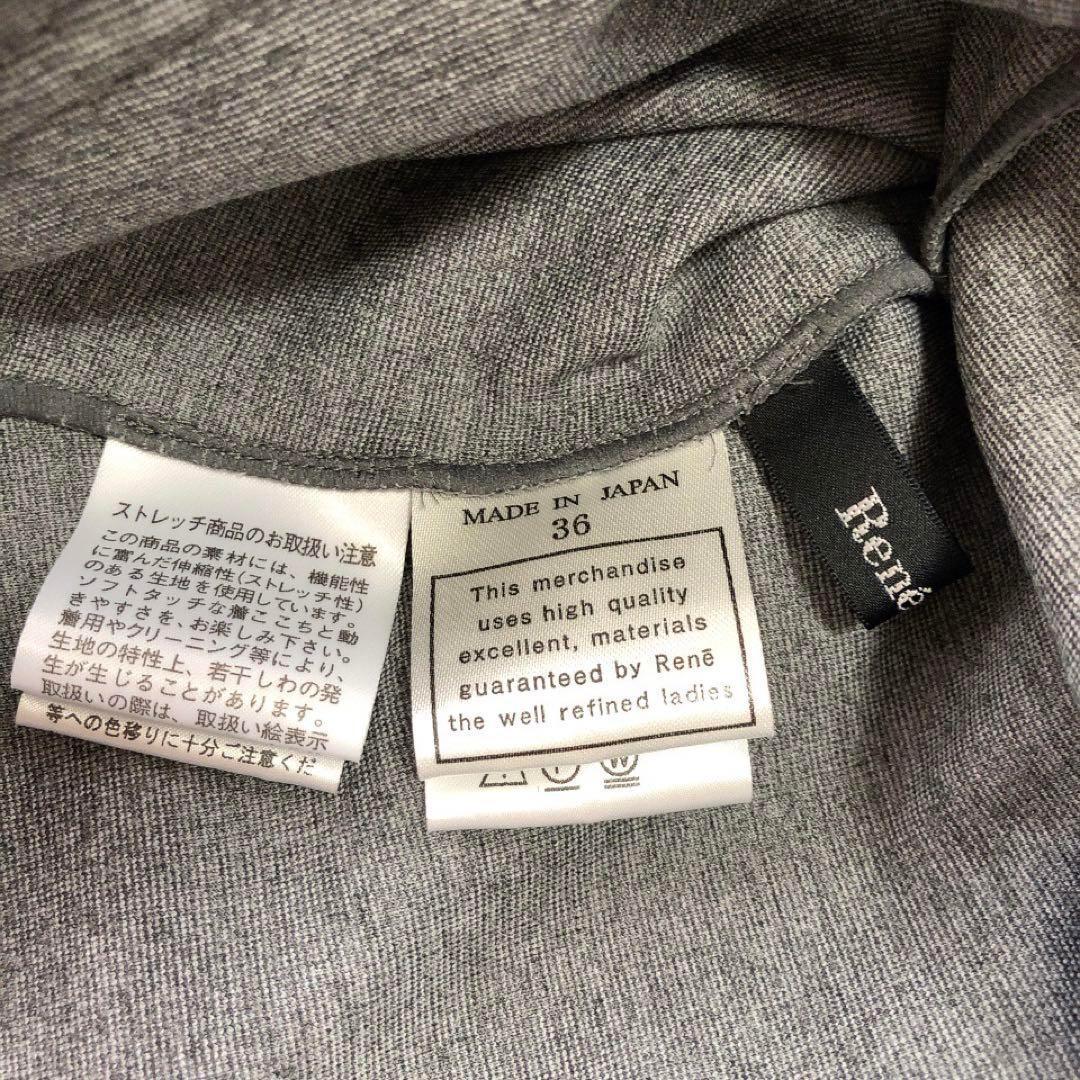 ストレッチ商品のお取扱い注意
この商品の素材には、機能性
に富んだ伸縮性(ストレッチ性)
のある生地を使用しています。
ソフトタッチな着ごこちと動
きやすさを、お楽しみ下さい。
着用やクリーニング等により、
生地の特性上、若干しわの発
生が生じることがあります。
取扱いの際は、取扱い絵表示
等への色移りに十分ご注意くだ
MADE IN JAPAN
36
This merchandise
uses high quality
excellent, materials
guaranteed by Renē
the well refined ladies
W
René